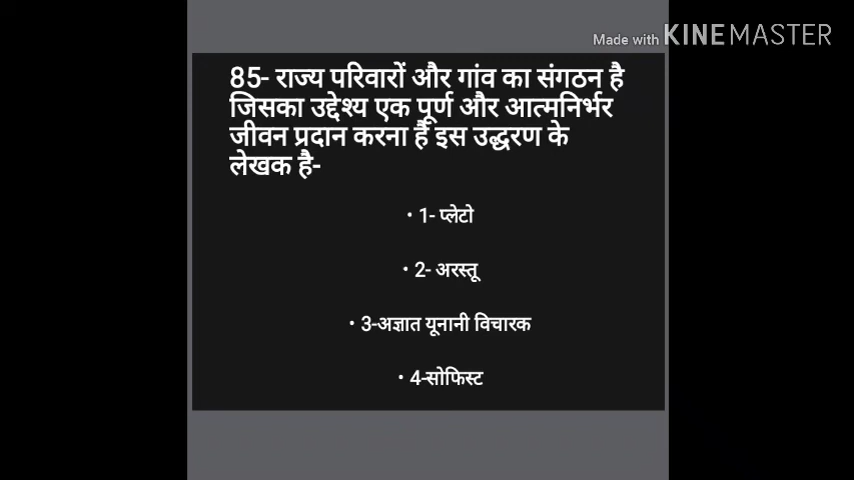 Made with KINEMASTER
85- राज्य परिवारों और गांव का संगठन है
जिसका उद्देश्य एक पूर्ण और आत्मनिर्भर
जीवन प्रदान करना हैं इस उद्धरण के
लेखक है-
• 1- प्लेटो
• 2- अरस्तू
• 3-अज्ञात यूनानी विचारक
• 4-सोफिस्ट